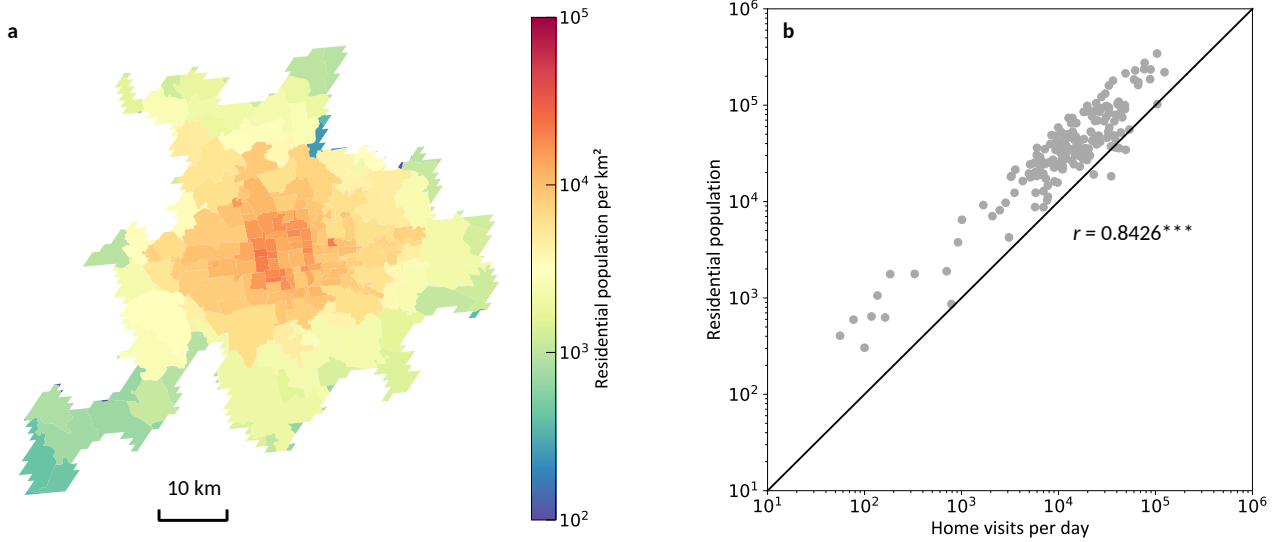 a
10⁵
10⁴
10³
10²
Residential population per km²
10 km
b
10⁶
10⁵
10⁴
10³
10²
10¹
Residential population
r = 0.8426***
10¹ 10² 10³ 10⁴ 10⁵ 10⁶
Home visits per day